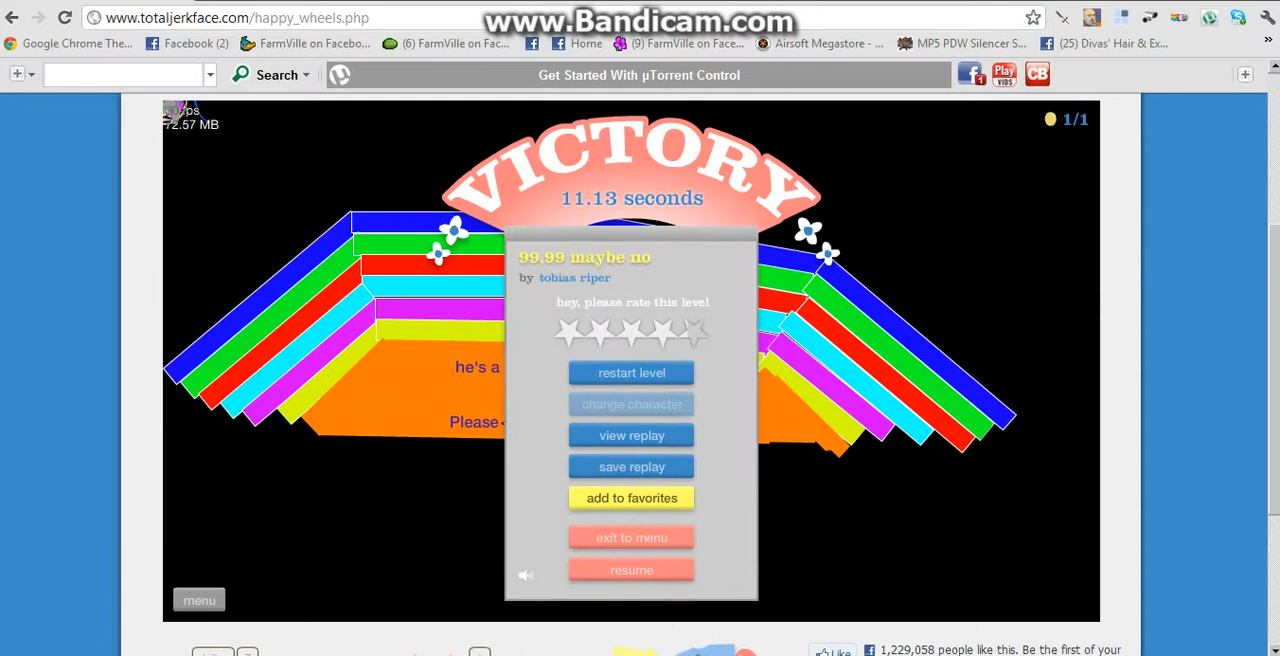 www.totaljerkface.com/happy_wheels.php
www.Bandicam.com
Google Chrome The...
Facebook (2)
FarmVille on Facebo...
(6) FarmVille on Fac...
Home
(9) FarmVille on Face...
Airsoft Megastore - ...
MP5 PDW Silencer S...
(25) Divas' Hair & Ex...
»
Search
Get Started With µTorrent Control
1
Play
VIDS
CB
72.57 MB
1/1
VICTORY
11.13 seconds
99,99 maybe no
by tobias riper
hey, please rate this level
he's a
Please
restart level
change character
view replay
save replay
add to favorites
exit to menu
resume
menu
Like
1,229,058 people like this. Be the first of your